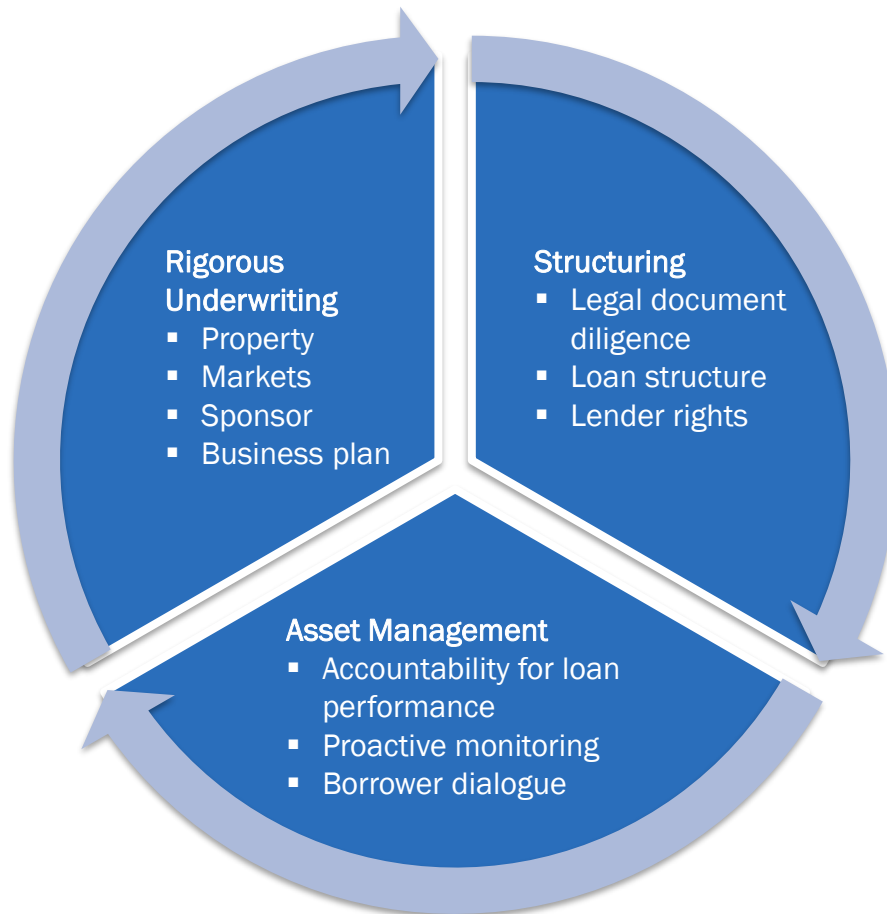 Rigorous
Underwriting
▪ Property
▪ Markets
▪ Sponsor
▪ Business plan
Structuring
▪ Legal document
diligence
▪ Loan structure
▪ Lender rights
Asset Management
▪ Accountability for loan
performance
▪ Proactive monitoring
▪ Borrower dialogue